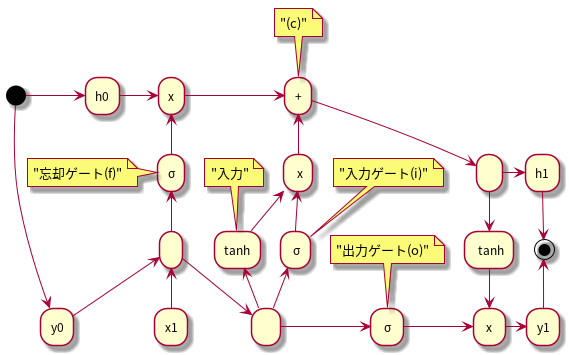 "(c)"
h0
x
+
"忘却ゲート(f)"
σ
"入力"
x
"入力ゲート(i)"
h1
tanh
σ
"出力ゲート(o)"
tanh
y0
x1
σ
x
y1